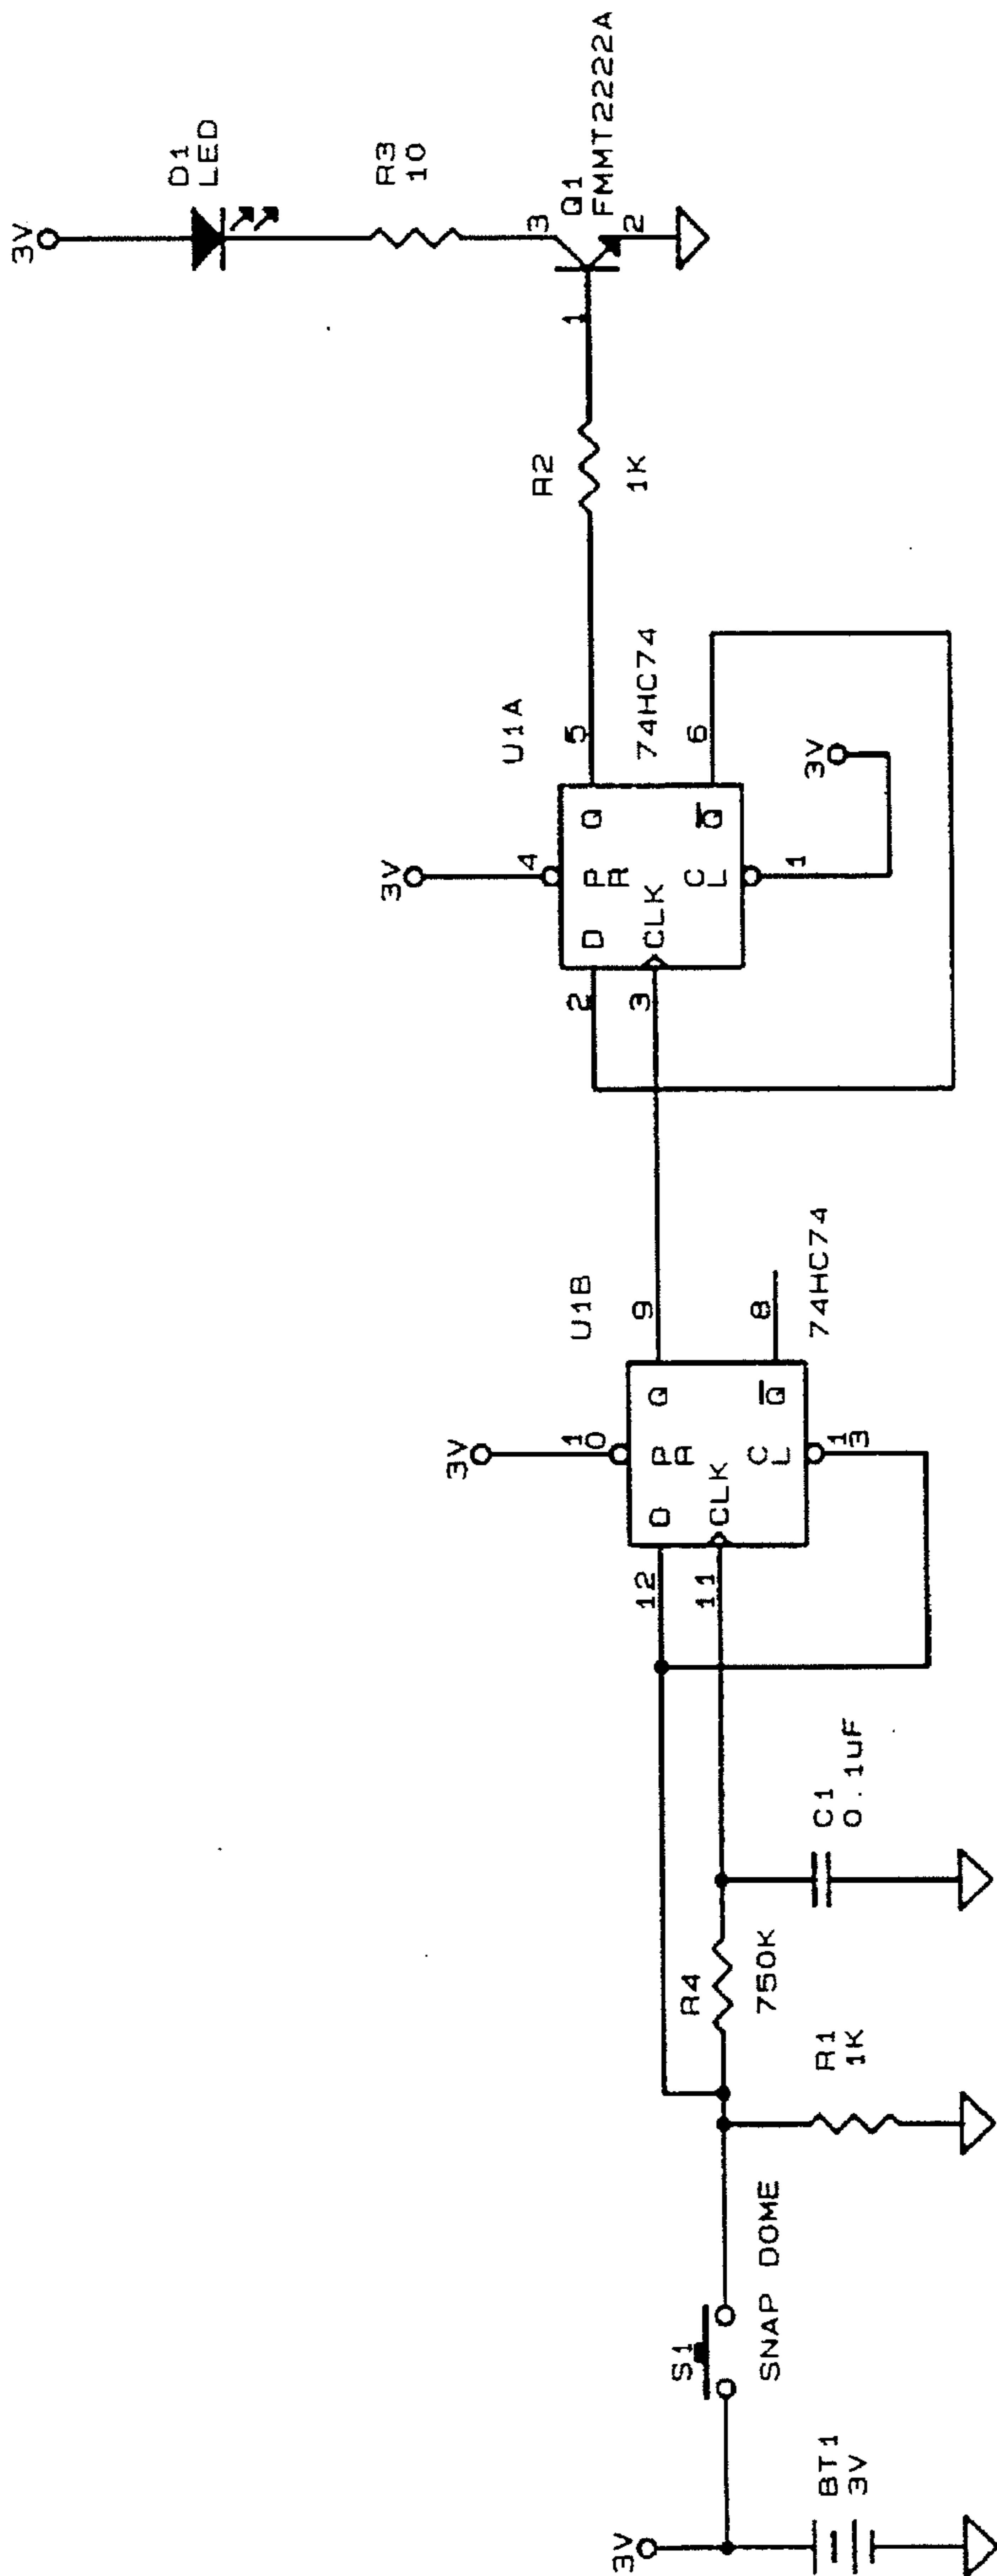 3V
BT1
3V
S1
SNAP DOME
R1
1K
R4
750K
C1
0.1uF
12
11
D
CLK
PR
CL
Q
Q
3V
10
13
U1B
9
8
74HC74
2
3
D
CLK
PR
CL
Q
Q
3V
4
1
3V
U1A
5
6
74HC74
R2
1K
1
3
2
Q1
FMMT2222A
R3
10
D1
LED
3V